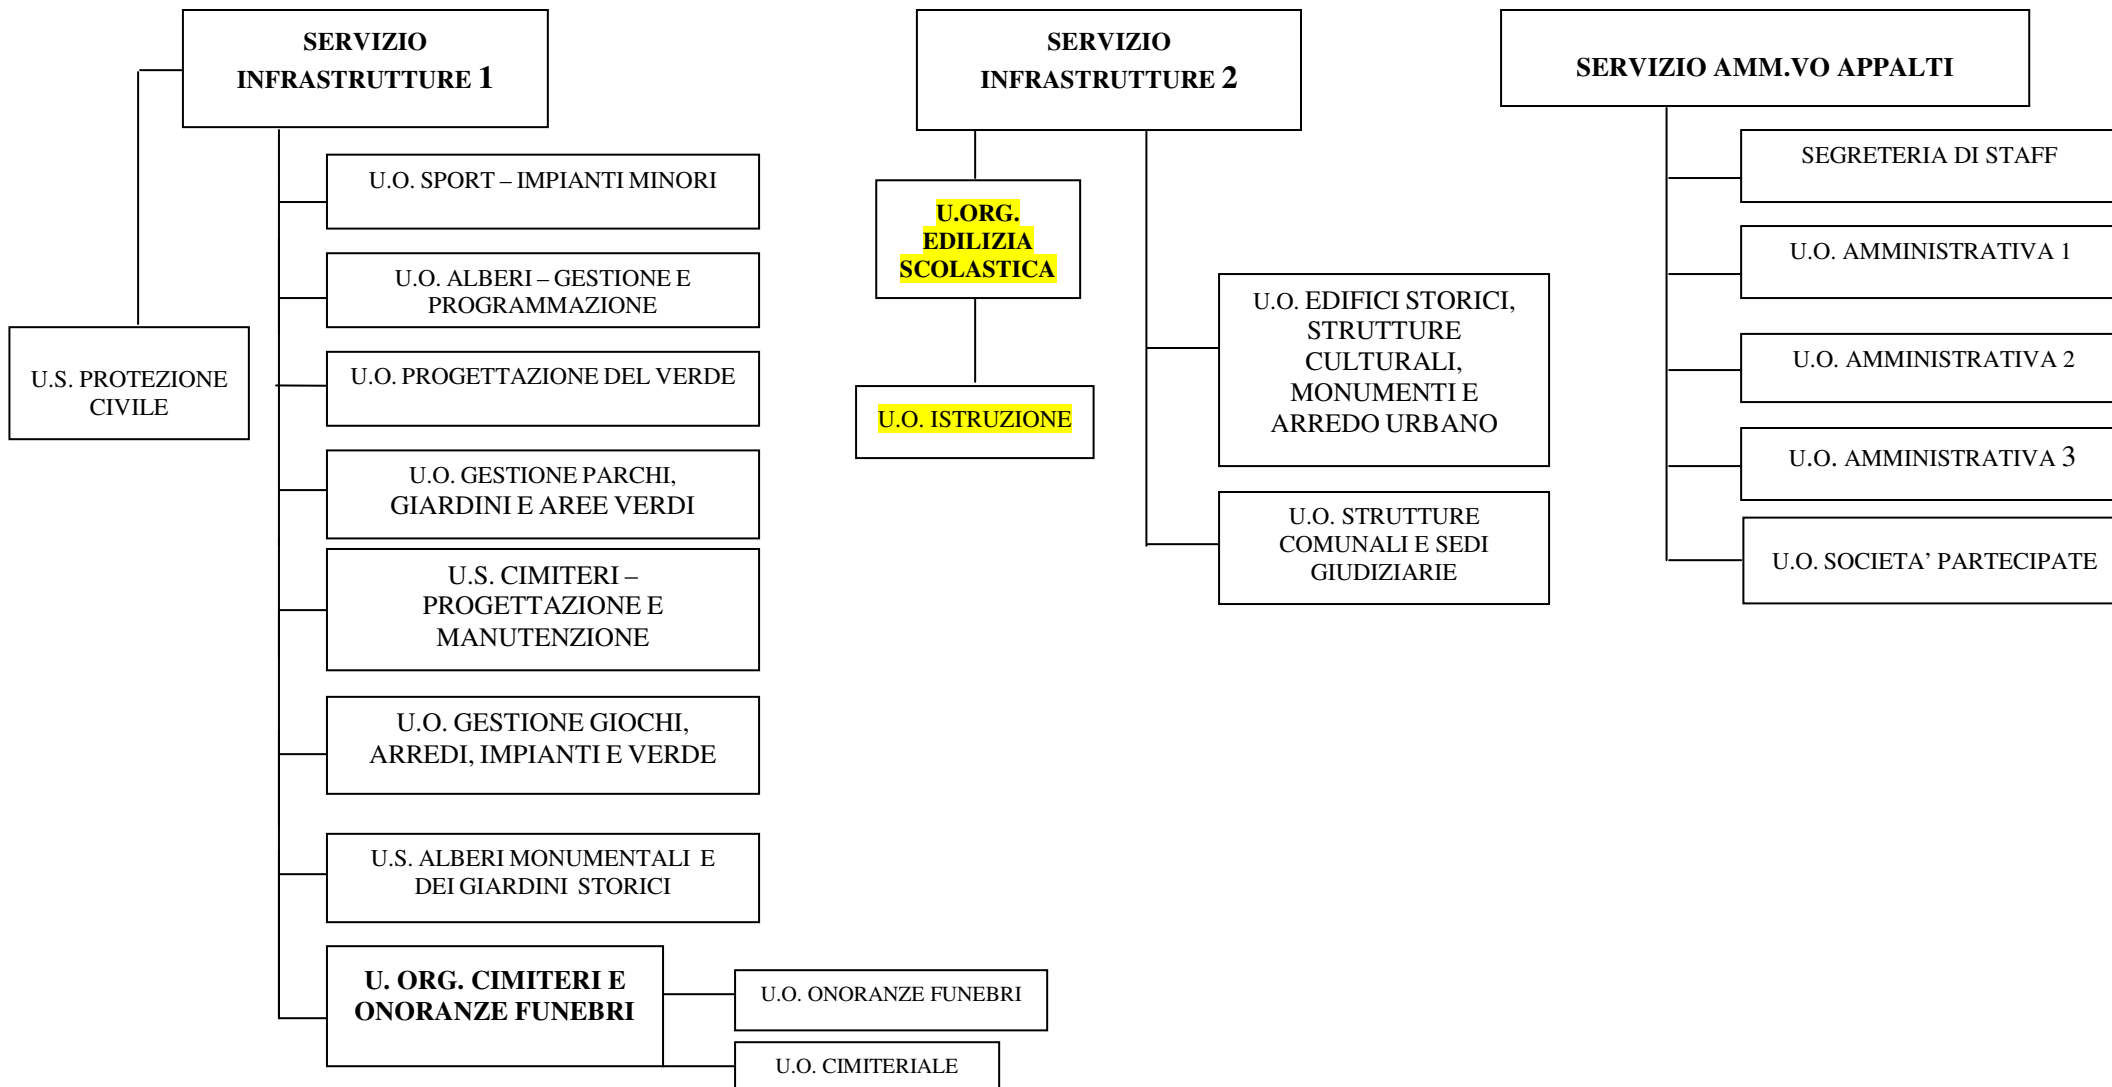 SERVIZIO
INFRASTRUTTURE 1
U.S. PROTEZIONE
CIVILE
U.O. SPORT – IMPIANTI MINORI
U.O. ALBERI – GESTIONE E
PROGRAMMAZIONE
U.O. PROGETTAZIONE DEL VERDE
U.O. GESTIONE PARCHI,
GIARDINI E AREE VERDI
U.S. CIMITERI –
PROGETTAZIONE E
MANUTENZIONE
U.O. GESTIONE GIOCHI,
ARREDI, IMPIANTI E VERDE
U.S. ALBERI MONUMENTALI E
DEI GIARDINI STORICI
U. ORG. CIMITERI E
ONORANZE FUNEBRI
U.O. ONORANZE FUNEBRI
U.O. CIMITERIALE
SERVIZIO
INFRASTRUTTURE 2
U.ORG.
EDILIZIA
SCOLASTICA
U.O. ISTRUZIONE
U.O. EDIFICI STORICI,
STRUTTURE
CULTURALI,
MONUMENTI E
ARREDO URBANO
U.O. STRUTTURE
COMUNALI E SEDI
GIUDIZIARIE
SERVIZIO AMM.VO APPALTI
SEGRETERIA DI STAFF
U.O. AMMINISTRATIVA 1
U.O. AMMINISTRATIVA 2
U.O. AMMINISTRATIVA 3
U.O. SOCIETA’ PARTECIPATE